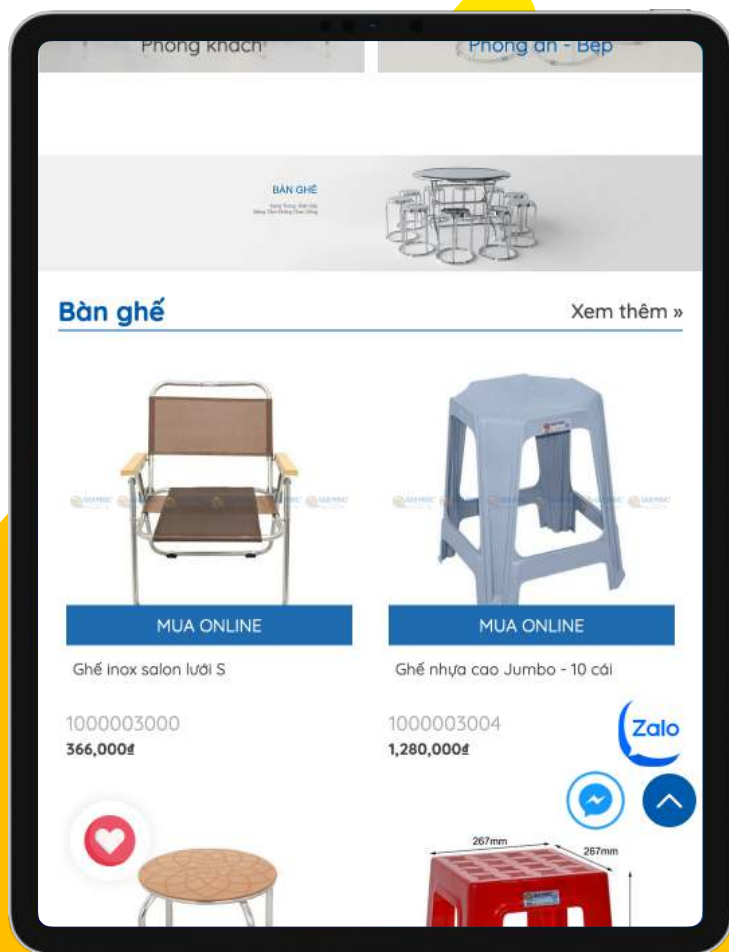 Phòng khách
Phòng ăn - Bếp
BÀN GHẾ
Bàn ghế
Xem thêm »
MUA ONLINE
MUA ONLINE
Ghế inox salon lưới S
Ghế nhựa cao Jumbo - 10 cái
1000003000
1000003004
366,000₫
1,280,000₫
Zalo
267mm
267mm